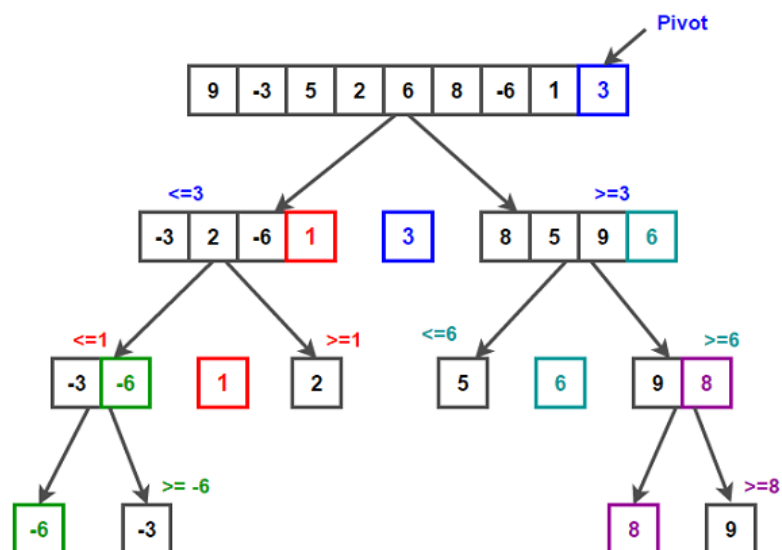 Pivot
9 -3 5 2 6 8 -6 1 3
<=3 >=3
-3 2 -6 1 3 8 5 9 6
<=1 >=1 <=6 >=6
-3 -6 1 2 5 6 9 8
>= -6 >=8
-6 -3 8 9